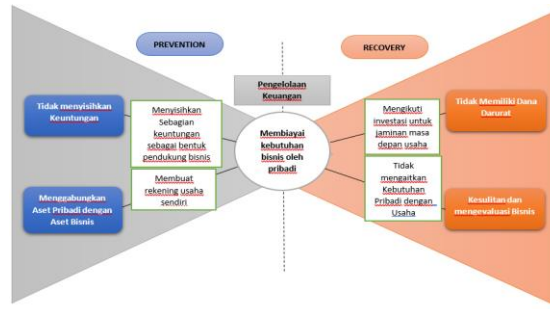 PREVENTION
RECOVERY
Pengelolaan
Keuangan
Tidak menyisihkan
Keuntungan
Menyisihkan
Sebagian
keuntungan
sebagai bentuk
pendukung bisnis
Membiayai
kebutuhan
bisnis oleh
pribadi
Mengikuti
investasi untuk
jaminan masa
depan usaha
Tidak Memiliki Dana
Darurat
Menggabungkan
Aset Pribadi dengan
Aset Bisnis
Membuat
rekening usaha
sendiri
Tidak
mengaitkan
Kebutuhan
Pribadi dengan
Usaha
Kesulitan dan
mengevaluasi Bisnis